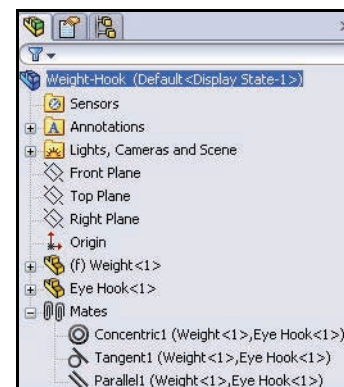 Weight-Hook (Default<Display State-1>)
Sensors
Annotations
Lights, Cameras and Scene
Front Plane
Top Plane
Right Plane
Origin
(f) Weight<1>
Eye Hook<1>
Mates
Concentric1 (Weight<1>,Eye Hook<1>)
Tangent1 (Weight<1>,Eye Hook<1>)
Parallel1 (Weight<1>,Eye Hook<1>)